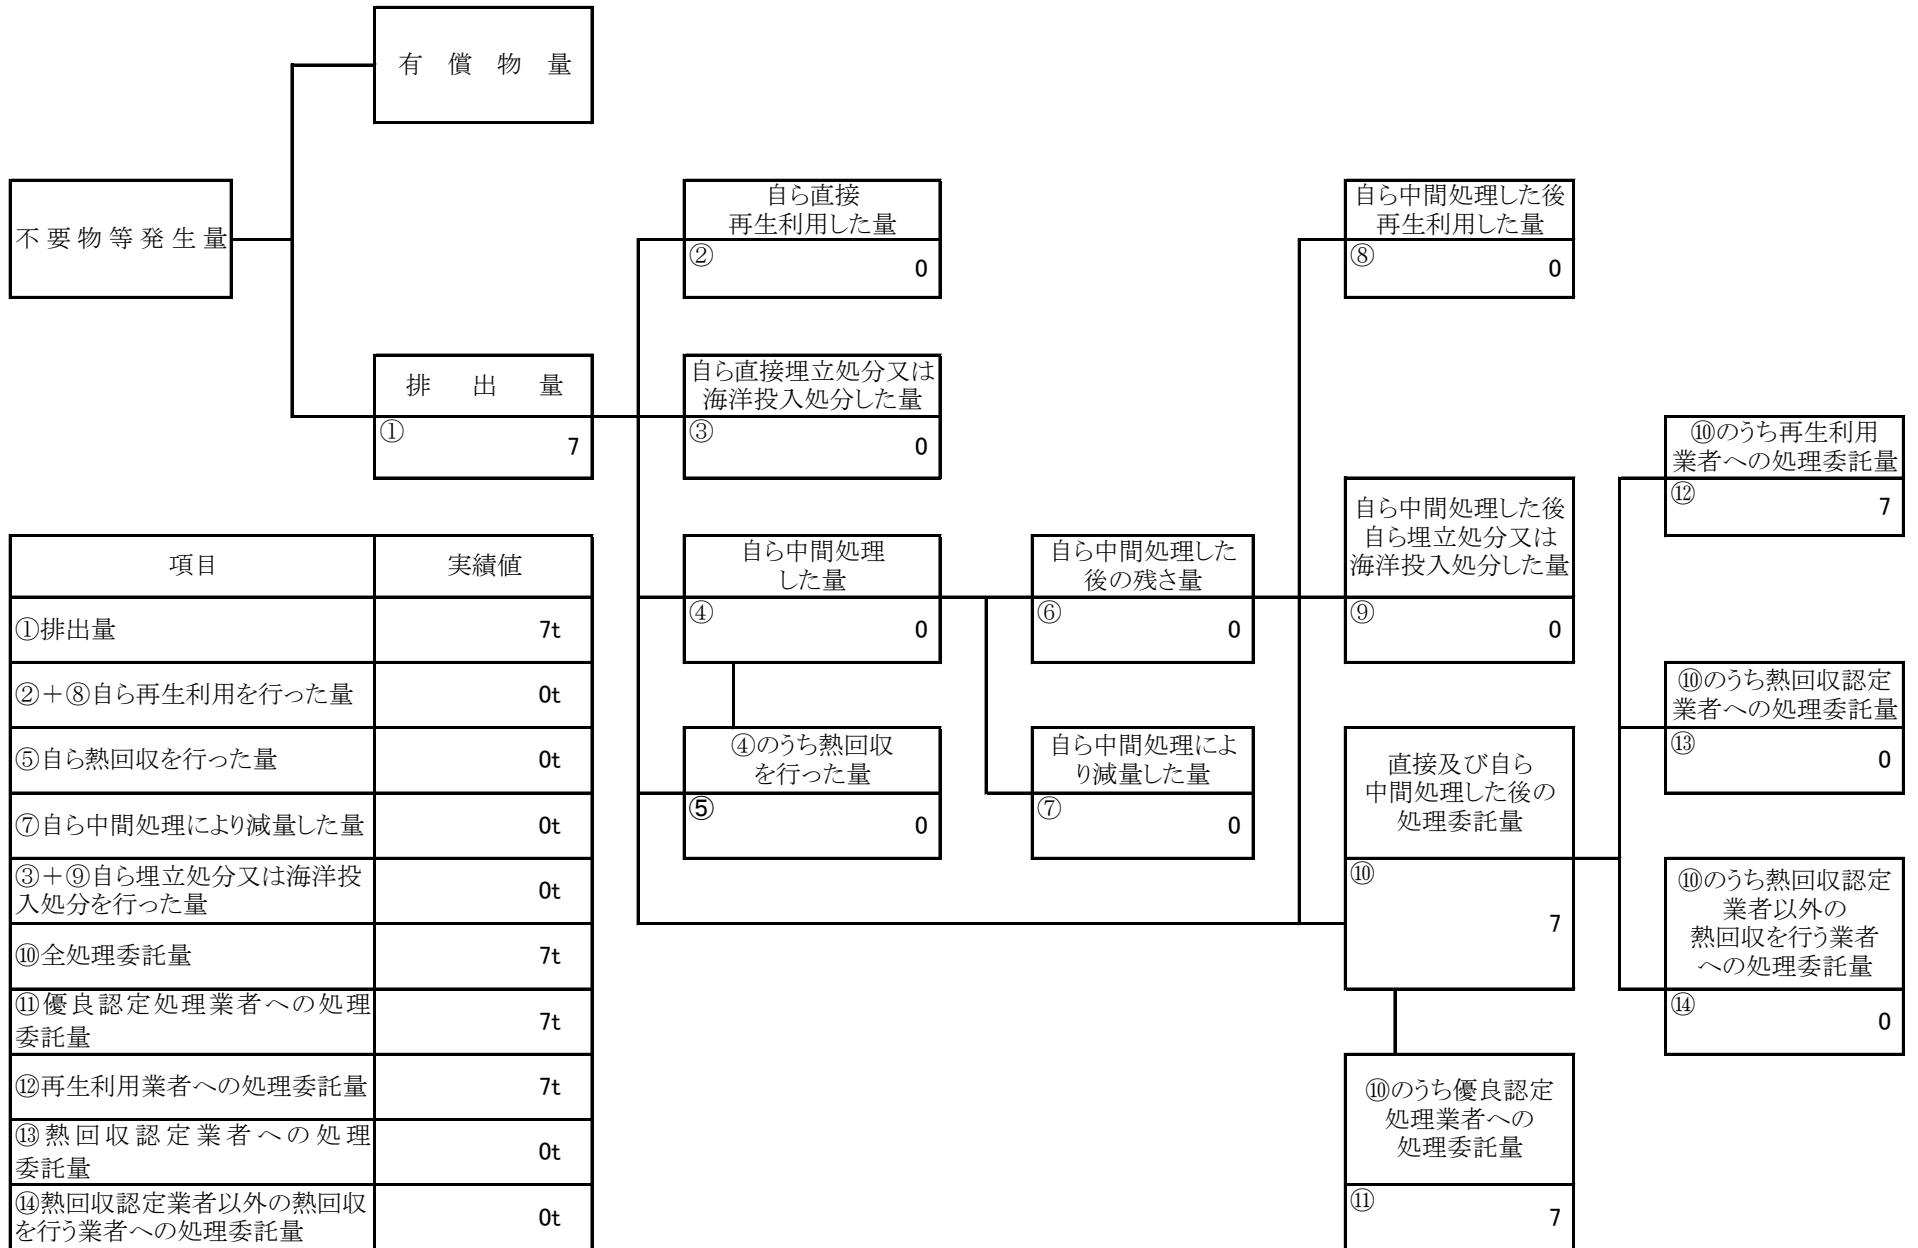 有償物量
不要物等発生量
自ら直接
再生利用した量
②
0
自ら中間処理した後
再生利用した量
⑧
0
排出量
①
7
自ら直接埋立処分又は
海洋投入処分した量
③
0
⑩のうち再生利用
業者への処理委託量
⑫
7
自ら中間処理
した量
④
0
自ら中間処理した
後の残さ量
⑥
0
自ら中間処理した後
自ら埋立処分又は
海洋投入処分した量
⑨
0
⑩のうち熱回収認定
業者への処理委託量
⑬
0
④のうち熱回収
を行った量
⑤
0
自ら中間処理によ
り減量した量
⑦
0
直接及び自ら
中間処理した後の
処理委託量
⑩
7
⑩のうち熱回収認定
業者以外の
熱回収を行う業者
への処理委託量
⑭
0
⑩のうち優良認定
処理業者への
処理委託量
⑪
7
項目 実績値
①排出量 7t
②＋⑧自ら再生利用を行った量 0t
⑤自ら熱回収を行った量 0t
⑦自ら中間処理により減量した量 0t
③＋⑨自ら埋立処分又は海洋投
入処分を行った量 0t
⑩全処理委託量 7t
⑪優良認定処理業者への処理
委託量 7t
⑫再生利用業者への処理委託量 7t
⑬熱回収認定業者への処理
委託量 0t
⑭熱回収認定業者以外の熱回収
を行う業者への処理委託量 0t